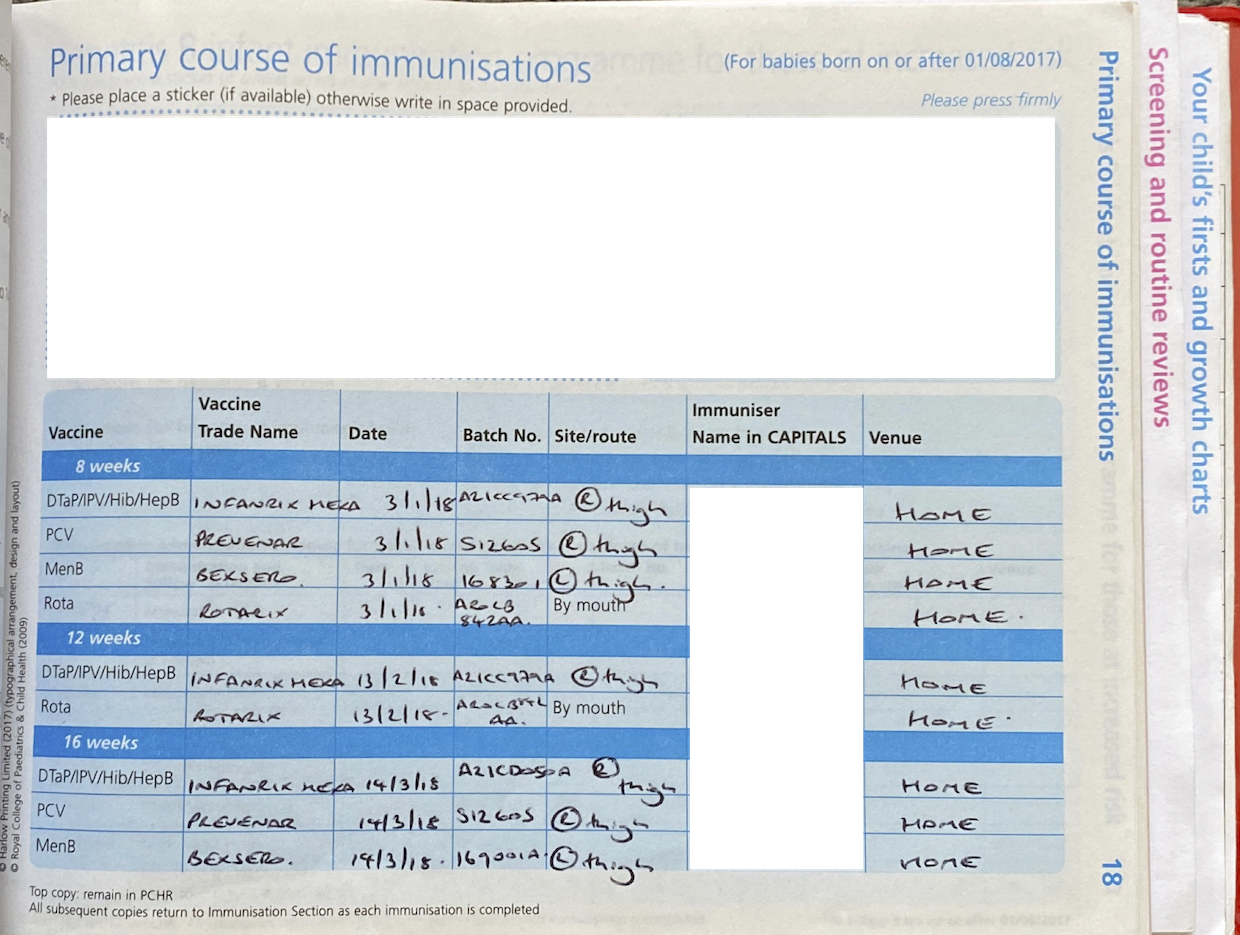 Primary course of immunisations (For babies born on or after 01/08/2017)
* Please place a sticker (if available) otherwise write in space provided. Please press firmly
Vaccine Vaccine Trade Name Date Batch No. Site/route Immuniser Name in CAPITALS Venue
8 weeks
DTaP/IPV/Hib/HepB INFANRIX HEXA 3/1/18 A21CC979A Ⓡ thigh HOME
PCV PREVENAR 3/1/18 S12605 Ⓡ thigh HOME
MenB BEXSERO. 3/1/18 168301 Ⓛ thigh. HOME
Rota ROTARIX 3/1/18. AROLB 842AA. By mouth HOME.
12 weeks
DTaP/IPV/Hib/HepB INFANRIX HEXA 13/2/18 A21CC979A Ⓡ thigh HOME
Rota ROTARIX 13/2/18. AA. By mouth HOME.
16 weeks
DTaP/IPV/Hib/HepB INFANRIX HEXA 14/3/18 A21CD050A Ⓡ thigh HOME
PCV PREVENAR 14/3/18 S12605 Ⓡ thigh HOME
MenB BEXSERO. 14/3/18. 169001A Ⓛ thigh HOME
Top copy: remain in PCHR
All subsequent copies return to Immunisation Section as each immunisation is completed
© Harlow Printing Limited (2017) (typographical arrangement, design and layout)
© Royal College of Paediatrics & Child Health (2009)
Primary course of immunisations 18
Screening and routine reviews
Your child's firsts and growth charts